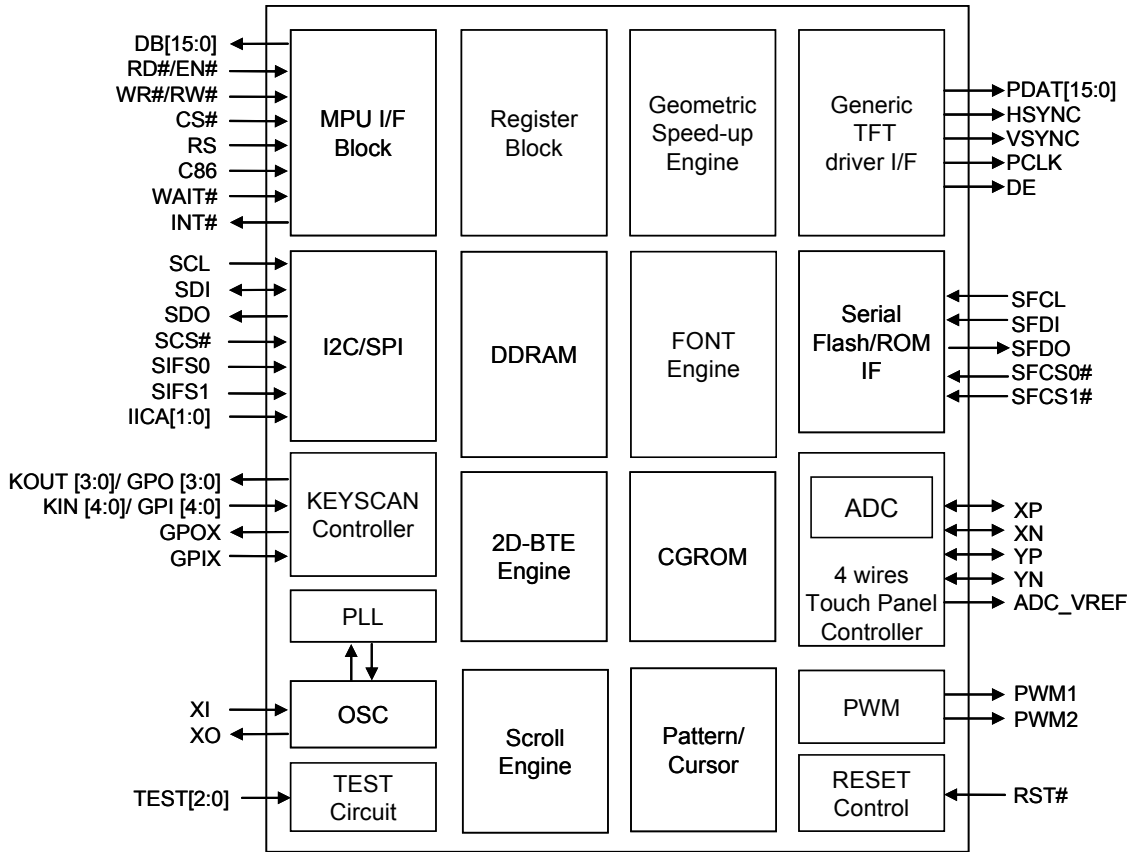 DB[15:0]
RD#/EN#
WR#/RW#
CS#
RS
C86
WAIT#
INT#
MPU I/F
Block
Register
Block
Geometric
Speed-up
Engine
Generic
TFT
driver I/F
PDAT[15:0]
HSYNC
VSYNC
PCLK
DE
SCL
SDI
SDO
SCS#
SIFS0
SIFS1
IICA[1:0]
I2C/SPI
DDRAM
FONT
Engine
Serial
Flash/ROM
IF
SFCL
SFDI
SFDO
SFCS0#
SFCS1#
KOUT [3:0]/ GPO [3:0]
KIN [4:0]/ GPI [4:0]
GPOX
GPIX
KEYSCAN
Controller
2D-BTE
Engine
CGROM
ADC
4 wires
Touch Panel
Controller
XP
XN
YP
YN
ADC_VREF
PLL
XI
XO
OSC
Scroll
Engine
Pattern/
Cursor
PWM
PWM1
PWM2
TEST[2:0]
TEST
Circuit
RESET
Control
RST#